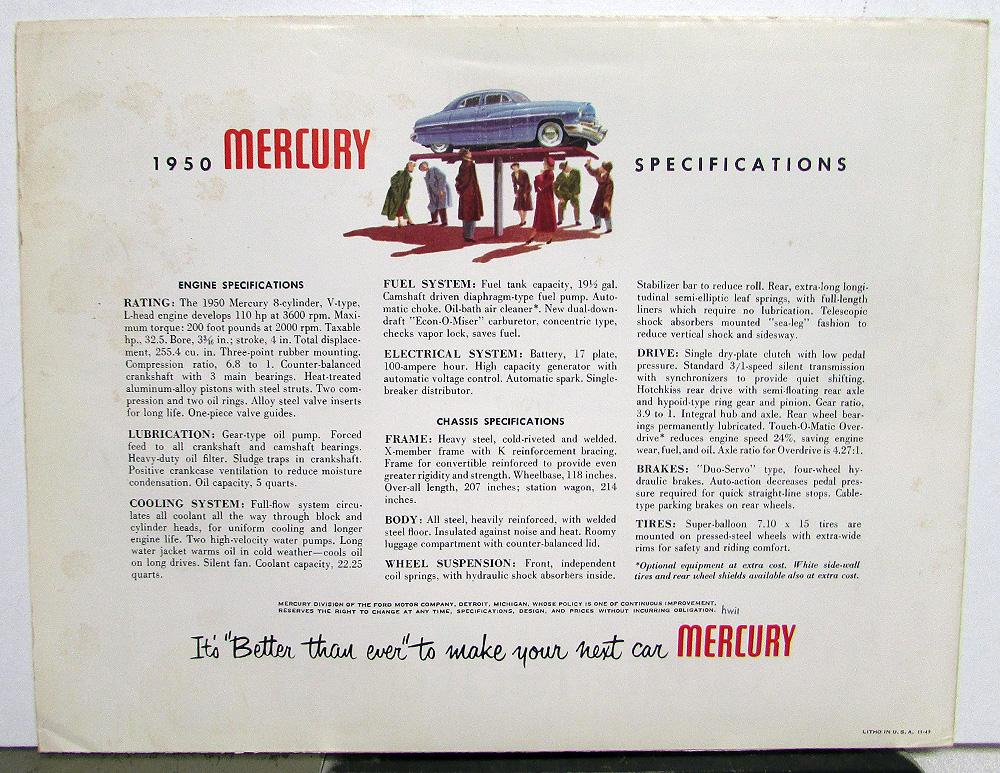 1950 MERCURY SPECIFICATIONS
ENGINE SPECIFICATIONS
RATING: The 1950 Mercury 8-cylinder, V-type,
L-head engine develops 110 hp at 3600 rpm. Maxi-
mum torque: 200 foot pounds at 2000 rpm. Taxable
hp., 32.5. Bore, 3 3/16 in.; stroke, 4 in. Total displace-
ment, 255.4 cu. in. Three-point rubber mounting.
Compression ratio, 6.8 to 1. Counter-balanced
crankshaft with 3 main bearings. Heat-treated
aluminum-alloy pistons with steel struts. Two com-
pression and two oil rings. Alloy steel valve inserts
for long life. One-piece valve guides.
LUBRICATION: Gear-type oil pump. Forced
feed to all crankshaft and camshaft bearings.
Heavy-duty oil filter. Sludge traps in crankshaft.
Positive crankcase ventilation to reduce moisture
condensation. Oil capacity, 5 quarts.
COOLING SYSTEM: Full-flow system circu-
lates all coolant all the way through block and
cylinder heads, for uniform cooling and longer
engine life. Two high-velocity water pumps. Long
water jacket warms oil in cold weather—cools oil
on long drives. Silent fan. Coolant capacity, 22.25
quarts.
FUEL SYSTEM: Fuel tank capacity, 19½ gal.
Camshaft driven diaphragm-type fuel pump. Auto-
matic choke. Oil-bath air cleaner*. New dual-down-
draft "Econ-O-Miser" carburetor, concentric type,
checks vapor lock, saves fuel.
ELECTRICAL SYSTEM: Battery, 17 plate,
100-ampere hour. High capacity generator with
automatic voltage control. Automatic spark. Single-
breaker distributor.
CHASSIS SPECIFICATIONS
FRAME: Heavy steel, cold-riveted and welded.
X-member frame with K reinforcement bracing.
Frame for convertible reinforced to provide even
greater rigidity and strength. Wheelbase, 118 inches.
Over-all length, 207 inches; station wagon, 214
inches.
BODY: All steel, heavily reinforced, with welded
steel floor. Insulated against noise and heat. Roomy
luggage compartment with counter-balanced lid.
WHEEL SUSPENSION: Front, independent
coil springs, with hydraulic shock absorbers inside.
Stabilizer bar to reduce roll. Rear, extra-long longi-
tudinal semi-elliptic leaf springs, with full-length
liners which require no lubrication. Telescopic
shock absorbers mounted "sea-leg" fashion to
reduce vertical shock and sidesway.
DRIVE: Single dry-plate clutch with low pedal
pressure. Standard 3/1-speed silent transmission
with synchronizers to provide quiet shifting.
Hotchkiss rear drive with semi-floating rear axle
and hypoid-type ring gear and pinion. Gear ratio,
3.9 to 1. Integral hub and axle. Rear wheel bear-
ings permanently lubricated. Touch-O-Matic Over-
drive* reduces engine speed 24%, saving engine
wear, fuel, and oil. Axle ratio for Overdrive is 4.27:1.
BRAKES: "Duo-Servo" type, four-wheel hy-
draulic brakes. Auto-action decreases pedal pres-
sure required for quick straight-line stops. Cable-
type parking brakes on rear wheels.
TIRES: Super-balloon 7.10 x 15 tires are
mounted on pressed-steel wheels with extra-wide
rims for safety and riding comfort.
*Optional equipment at extra cost. White side-wall
tires and rear wheel shields available also at extra cost.
MERCURY DIVISION OF THE FORD MOTOR COMPANY, DETROIT, MICHIGAN, WHOSE POLICY IS ONE OF CONTINUOUS IMPROVEMENT,
RESERVES THE RIGHT TO CHANGE AT ANY TIME, SPECIFICATIONS, DESIGN, AND PRICES WITHOUT INCURRING OBLIGATION.
It's "Better than ever" to make your next car MERCURY
LITHO IN U.S.A. 11-49